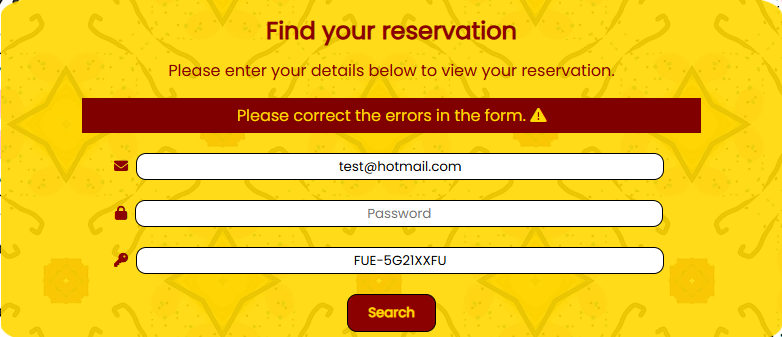 Find your reservation
Please enter your details below to view your reservation.
Please correct the errors in the form.
test@hotmail.com
Password
FUE-5G21XXFU
Search